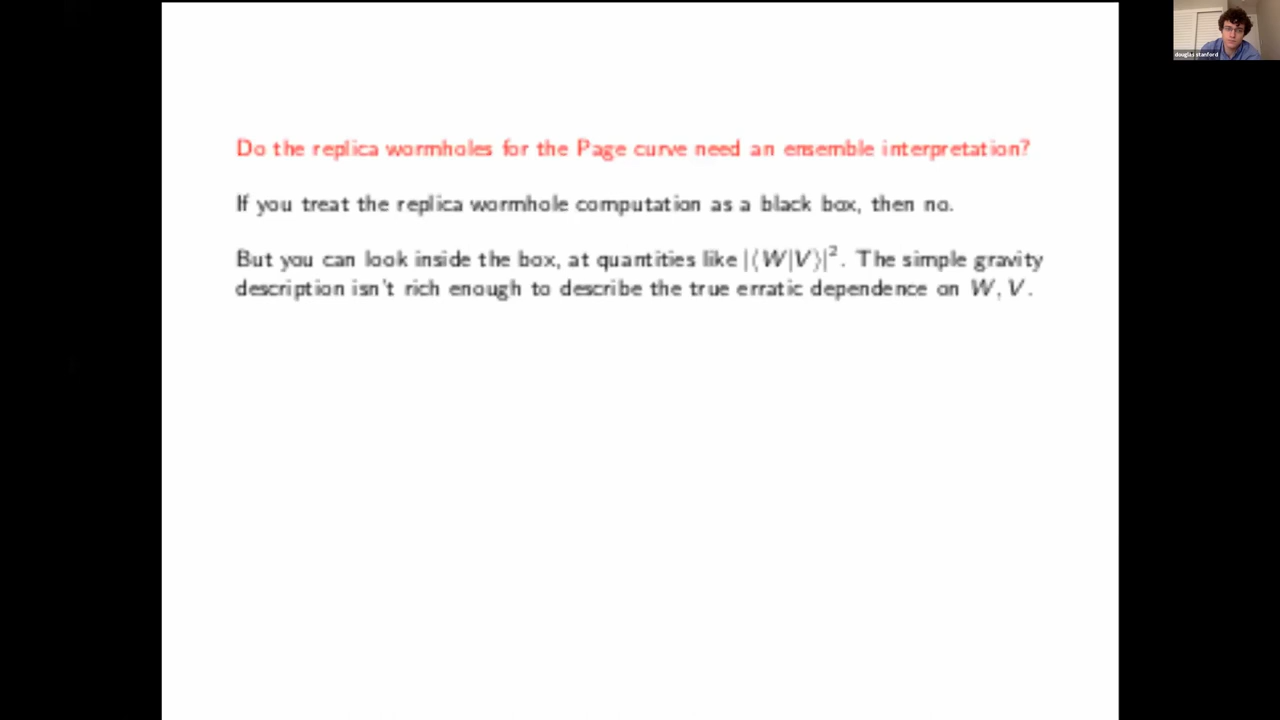 Do the replica wormholes for the Page curve need an ensemble interpretation?
If you treat the replica wormhole computation as a black box, then no.
But you can look inside the box, at quantities like |⟨W|V⟩|². The simple gravity
description isn't rich enough to describe the true erratic dependence on W, V.
douglas stanford